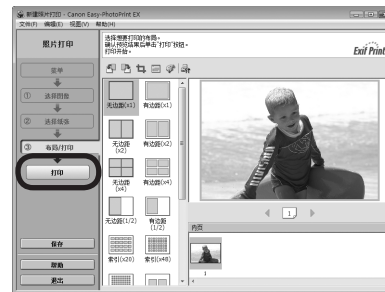 新建照片打印 - Canon Easy-PhotoPrint EX
文件(F) 编辑(E) 视图(V) 帮助(H)
照片打印
选择想要打印的布局。
确认预览结果后单击“打印”按钮。
打印开始。
Exif Print
菜单
① 选择图像
② 选择纸张
③ 布局/打印
打印
保存
帮助
退出
无边距(x1) 有边距(x1)
无边距(x2) 有边距(x2)
无边距(x4) 有边距(x4)
无边距(1/2) 有边距(1/2)
索引(x20) 索引(x48)
1
内页
1